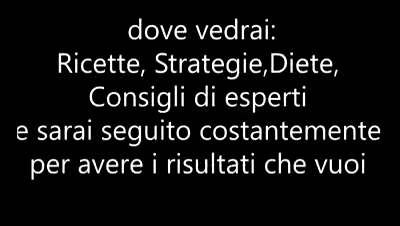 dove vedrai:
Ricette, Strategie,Diete,
Consigli di esperti
e sarai seguito costantemente
per avere i risultati che vuoi